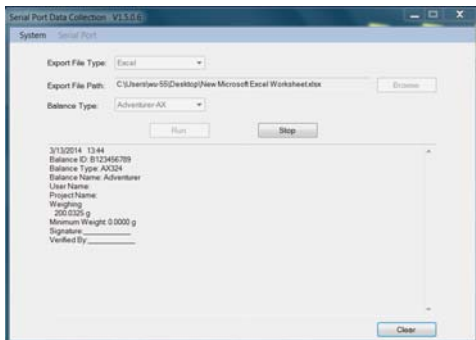 Serial Port Data Collection V1.5.0.6
System Serial Port
Export File Type: Excel
Export File Path: C:\Users\wu-55\Desktop\New Microsoft Excel Worksheet.xlsx Browse
Balance Type: Adventurer-AX
Run Stop
3/13/2014 13:44
Balance ID: B123456789
Balance Type: AX324
Balance Name: Adventurer
User Name:
Project Name:
Weighing
200.0325 g
Minimum Weight: 0.0000 g
Signature:___________
Verified By:___________
Clear